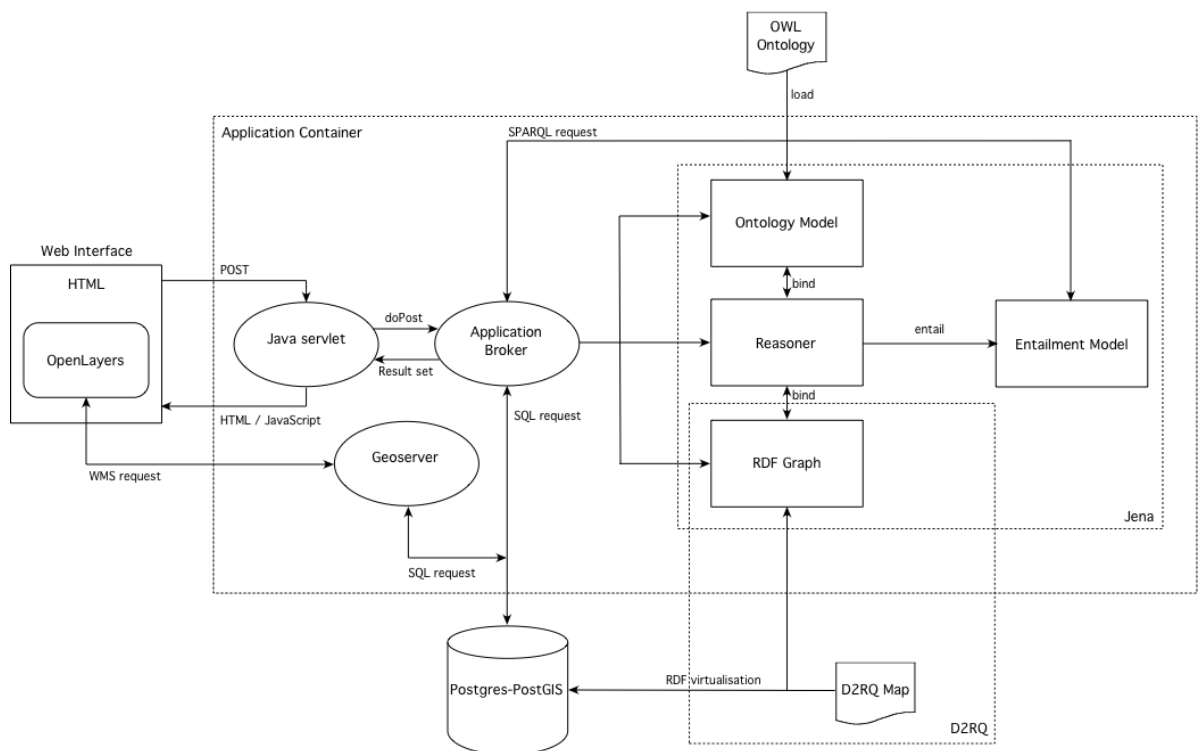 OWL
Ontology
load
Application Container
SPARQL request
Ontology Model
Web Interface
HTML
POST
bind
doPost
Java servlet
Application
Broker
Reasoner
entail
Entailment Model
OpenLayers
Result set
bind
HTML / JavaScript
SQL request
Geoserver
RDF Graph
WMS request
Jena
SQL request
Postgres-PostGIS
RDF virtualisation
D2RQ Map
D2RQ